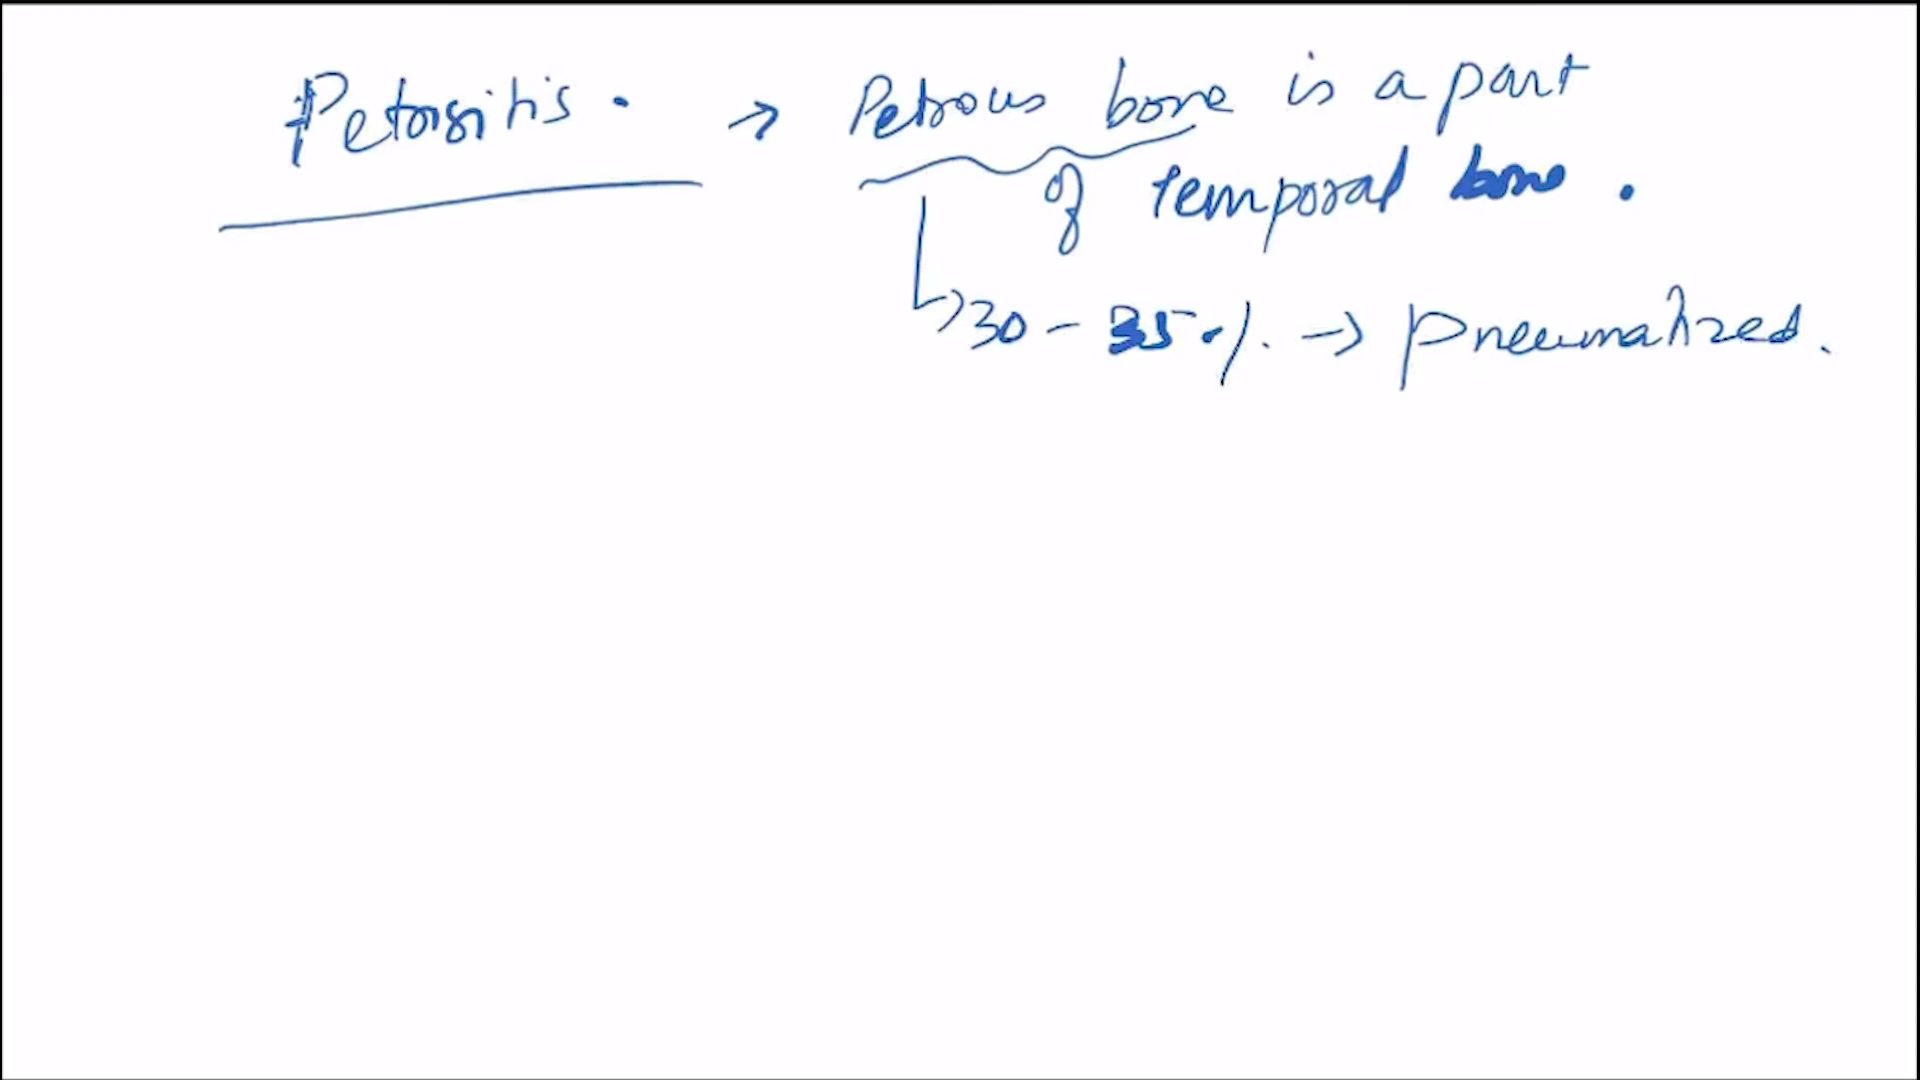 Petrositis. → Petrous bone is a part
of temporal bone.
→ 30 - 35% → Pneumatized.